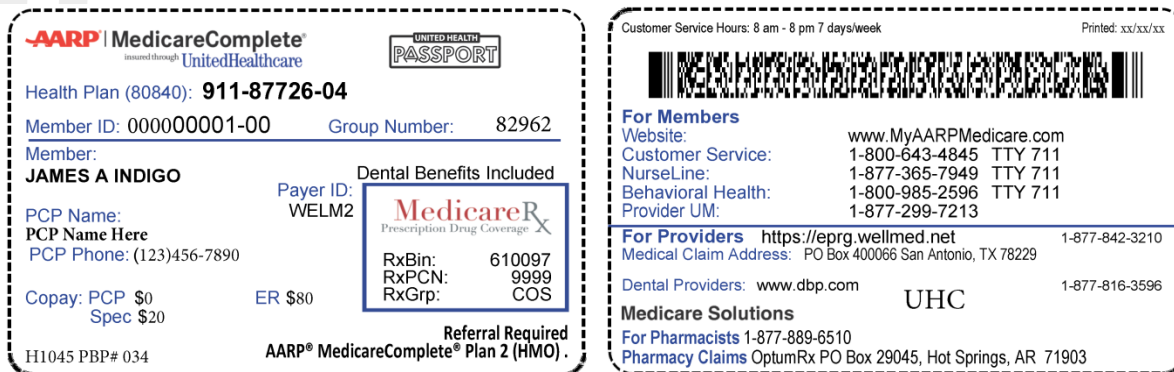 AARP | MedicareComplete®
insured through UnitedHealthcare
UNITED HEALTH
PASSPORT
Health Plan (80840): 911-87726-04
Member ID: 000000001-00 Group Number: 82962
Member:
JAMES A INDIGO
Dental Benefits Included
Payer ID:
WELM2
PCP Name:
PCP Name Here
PCP Phone: (123)456-7890
MedicareRx
Prescription Drug Coverage
RxBin: 610097
RxPCN: 9999
RxGrp: COS
Copay: PCP $0 ER $80
Spec $20
Referral Required
H1045 PBP# 034 AARP® MedicareComplete® Plan 2 (HMO) .
Customer Service Hours: 8 am - 8 pm 7 days/week Printed: xx/xx/xx
For Members
Website: www.MyAARPMedicare.com
Customer Service: 1-800-643-4845 TTY 711
NurseLine: 1-877-365-7949 TTY 711
Behavioral Health: 1-800-985-2596 TTY 711
Provider UM: 1-877-299-7213
For Providers https://eprg.wellmed.net 1-877-842-3210
Medical Claim Address: PO Box 400066 San Antonio, TX 78229
Dental Providers: www.dbp.com 1-877-816-3596
UHC
Medicare Solutions
For Pharmacists 1-877-889-6510
Pharmacy Claims OptumRx PO Box 29045, Hot Springs, AR 71903